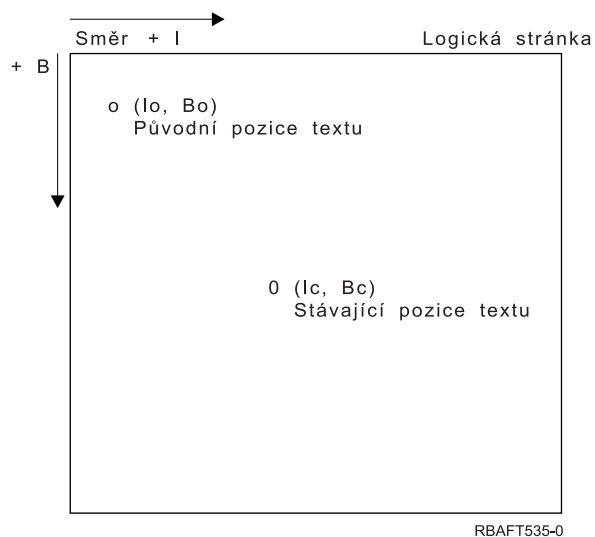 Směr + I
Logická stránka
+ B
o (Io, Bo)
Původní pozice textu
0 (Ic, Bc)
Stávající pozice textu
RBAFT535-0